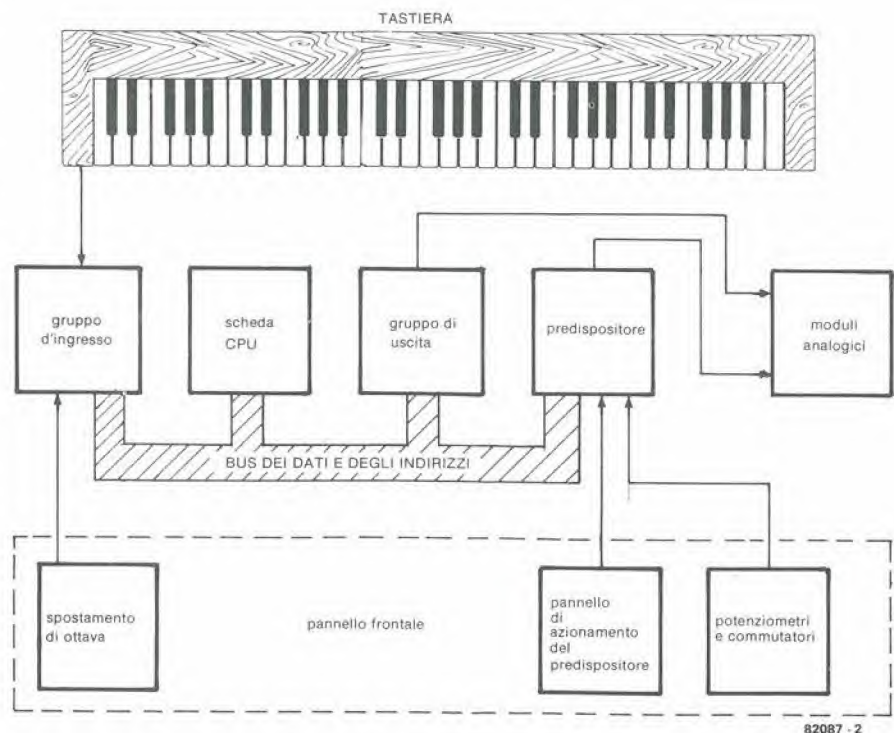 TASTIERA
gruppo
d'ingresso
scheda
CPU
gruppo di
uscita
predispositore
moduli
analogici
BUS DEI DATI E DEGLI INDIRIZZI
spostamento
di ottava
pannello frontale
pannello
di
azionamento
del
predispositore
potenziometri
e commutatori
82087 - 2